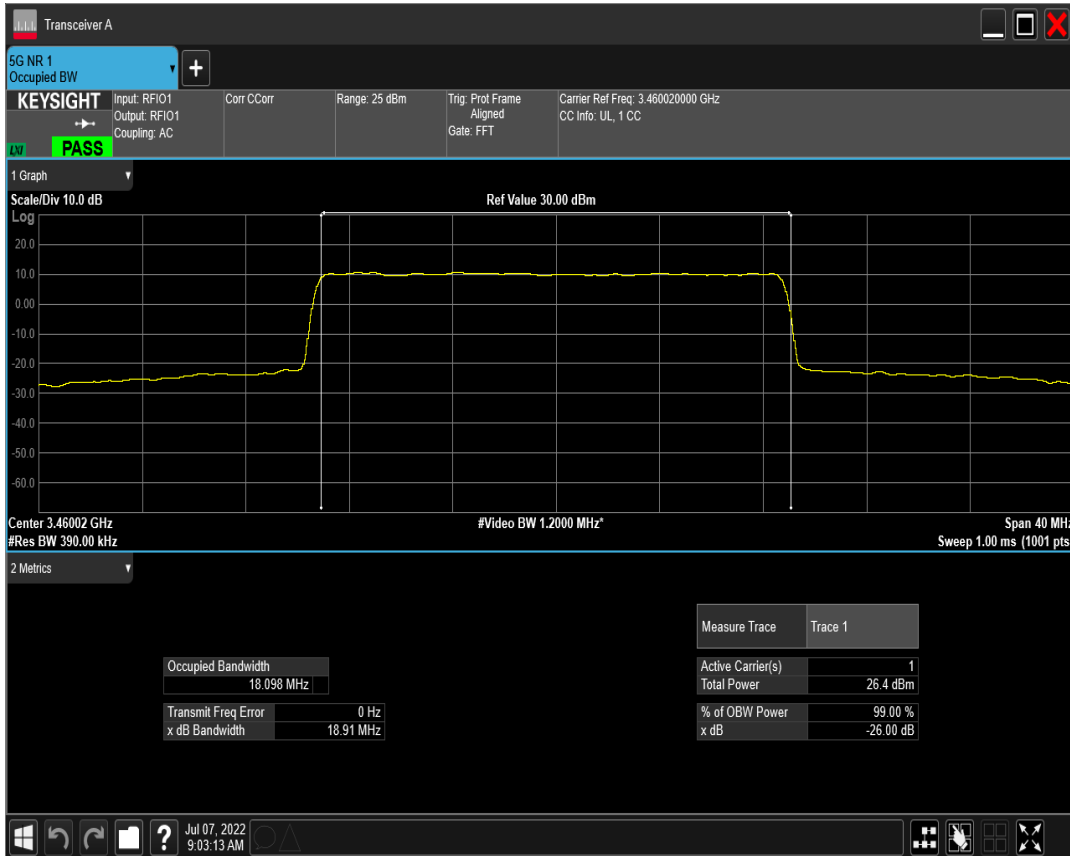 Transceiver A
5G NR 1
Occupied BW
+
KEYSIGHT
LXI
PASS
Input: RFIO1
Output: RFIO1
Coupling: AC
Corr CCorr
Range: 25 dBm
Trig: Prot Frame
Aligned
Gate: FFT
Carrier Ref Freq: 3.460020000 GHz
CC Info: UL, 1 CC
1 Graph
Scale/Div 10.0 dB
Ref Value 30.00 dBm
Log
20.0
10.0
0.00
-10.0
-20.0
-30.0
-40.0
-50.0
-60.0
Center 3.46002 GHz
#Video BW 1.2000 MHz*
Span 40 MHz
#Res BW 390.00 kHz
Sweep 1.00 ms (1001 pts
2 Metrics
Measure Trace Trace 1
Occupied Bandwidth
18.098 MHz
Active Carrier(s) 1
Total Power 26.4 dBm
Transmit Freq Error 0 Hz
x dB Bandwidth 18.91 MHz
% of OBW Power 99.00 %
x dB -26.00 dB
?
Jul 07, 2022
9:03:13 AM